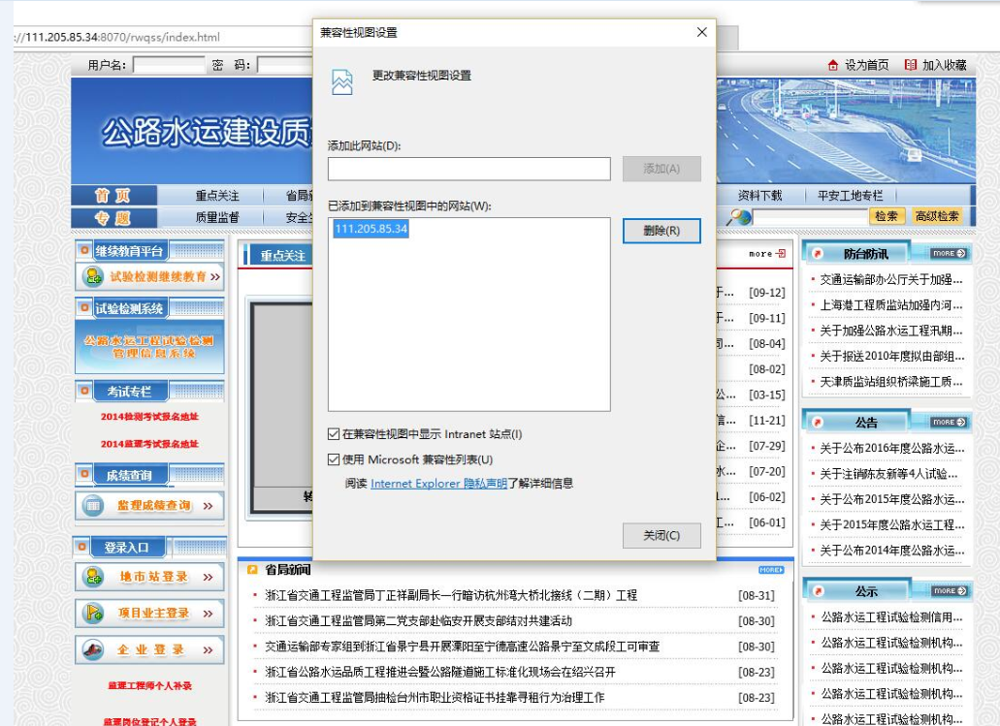 ://111.205.85.34:8070/rwqss/index.html
用户名:
密 码:
设为首页
加入收藏
公路水运建设质
首 页
重点关注
省局
资料下载
平安工地专栏
专 题
质量监督
安全
检索
高级检索
兼容性视图设置
更改兼容性视图设置
添加此网站(D):
添加(A)
已添加到兼容性视图中的网站(W):
111.205.85.34
删除(R)
在兼容性视图中显示 Intranet 站点(I)
使用 Microsoft 兼容性列表(U)
阅读 Internet Explorer 隐私声明了解详细信息
关闭(C)
继续教育平台
试验检测继续教育 >>
试验检测系统
公路水运工程试验检测
管理信息系统
考试专栏
2014检测考试报名地址
2014监理考试报名地址
成绩查询
监理成绩查询 >>
登录入口
地市站登录 >>
项目业主登录 >>
企业登录 >>
监理工程师个人补录
监理岗位登记个人登录
重点关注
more
于... [09-12]
于... [09-11]
司... [08-04]
[08-02]
公... [03-15]
信... [11-21]
企... [07-29]
水... [07-20]
[06-02]
工... [06-01]
省局新闻
MORE
浙江省交通工程监管局丁正祥副局长一行暗访杭州湾大桥北接线（二期）工程 [08-31]
浙江省交通工程监管局第二党支部赴临安开展支部结对共建活动 [08-30]
交通运输部专家组到浙江省景宁县开展溧阳至宁德高速公路景宁至文成段工可审查 [08-30]
浙江省公路水运品质工程推进会暨公路隧道施工标准化现场会在绍兴召开 [08-23]
浙江省交通工程监管局抽检台州市职业资格证书挂靠寻租行为治理工作 [08-23]
防台防讯
MORE
交通运输部办公厅关于加强...
上海港工程质监站加强内河...
关于加强公路水运工程汛期...
关于报送2010年度拟由部组...
天津质监站组织桥梁施工质...
公告
MORE
关于公布2016年度公路水运...
关于注销陈友新等4人试验...
关于公布2015年度公路水运...
关于2015年度公路水运工程...
关于公布2014年度公路水运...
公示
MORE
公路水运工程试验检测信用...
公路水运工程试验检测机构...
公路水运工程试验检测机构...
公路水运工程试验检测机构...
公路水运工程试验检测机构...